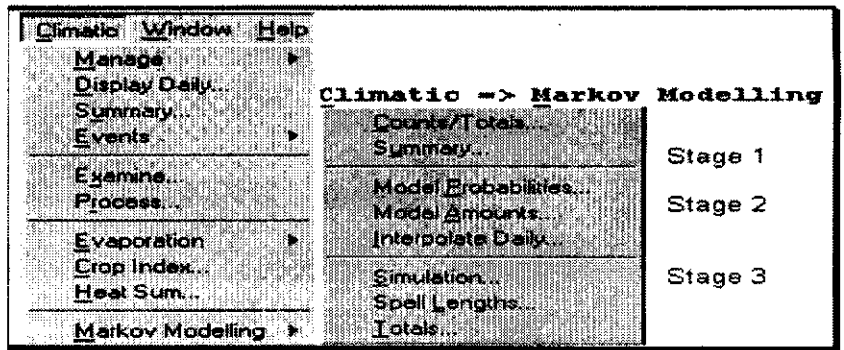 Climatic Window Help
Manage
Display Daily...
Summary...
Events
Examine...
Process...
Evaporation
Crop Index...
Heat Sum...
Markov Modelling
Climatic => Markov Modelling
Counts/Totals...
Summary...
Model Probabilities...
Model Amounts...
Interpolate Daily...
Simulation...
Spell Lengths...
Totals...
Stage 1
Stage 2
Stage 3